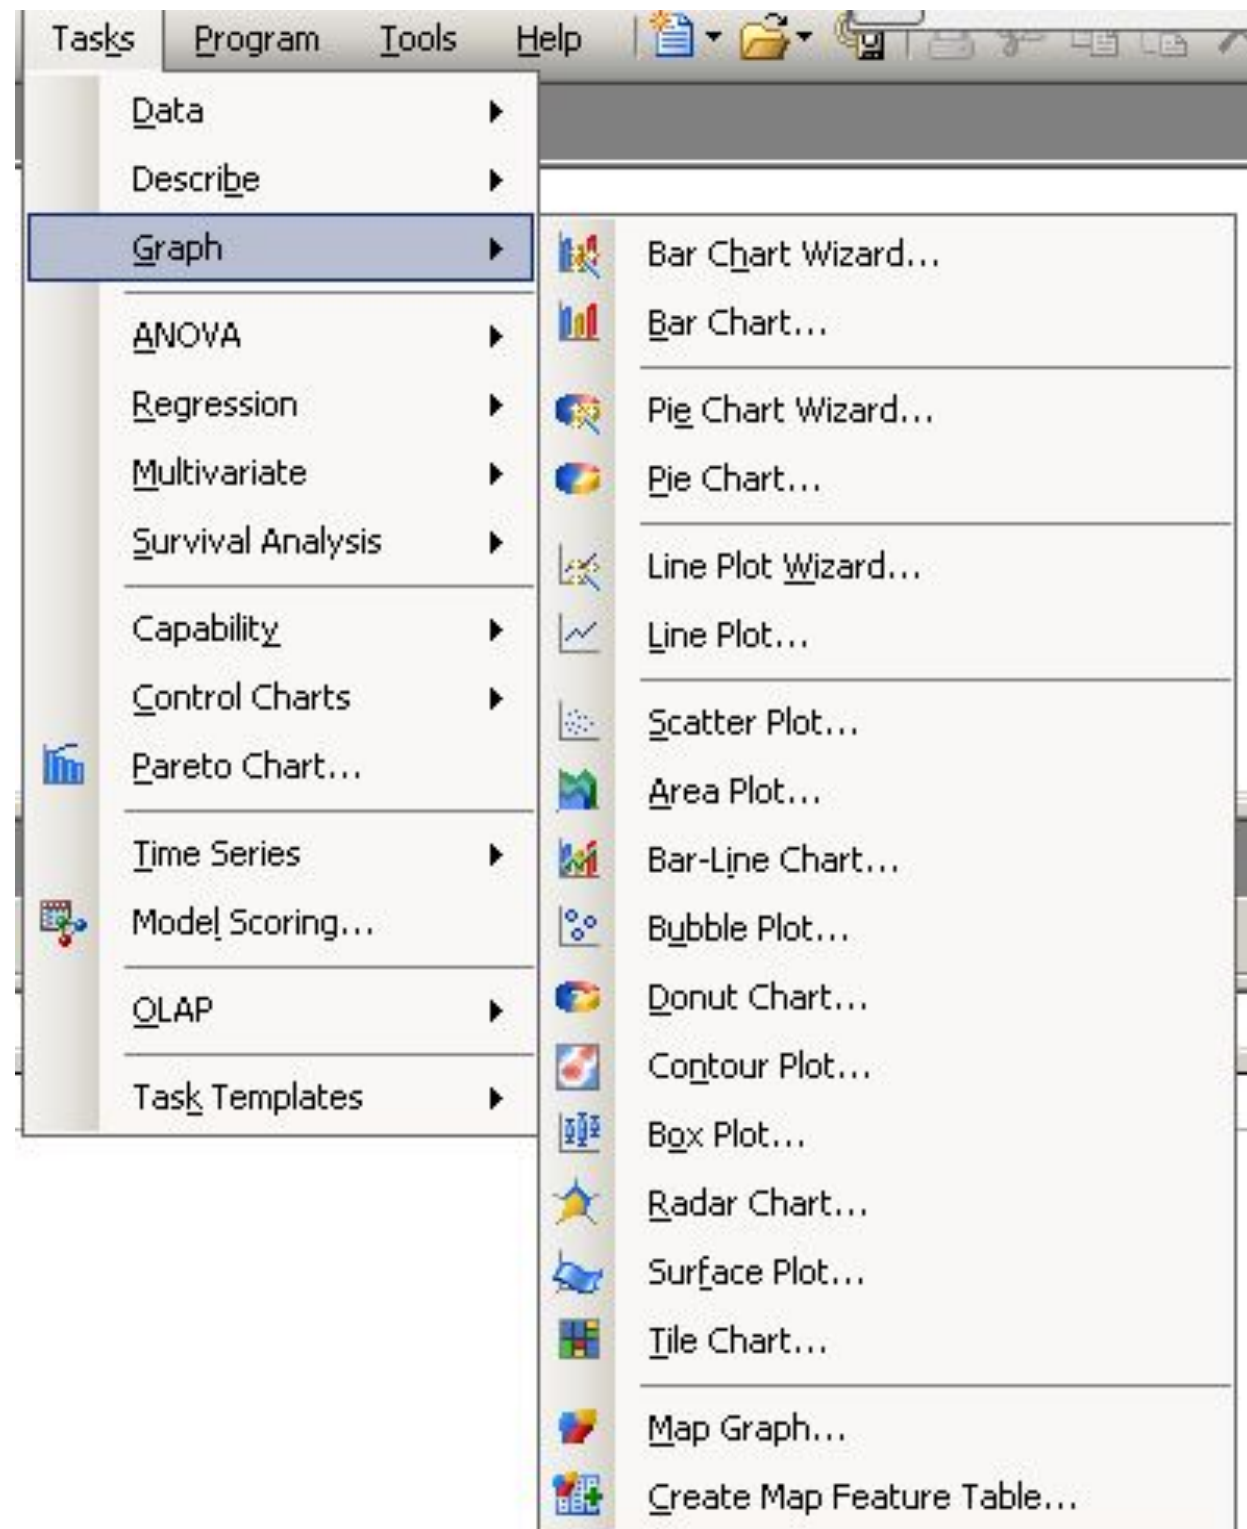 Tasks Program Tools Help
Data
Describe
Graph
ANOVA
Regression
Multivariate
Survival Analysis
Capability
Control Charts
Pareto Chart...
Time Series
Model Scoring...
OLAP
Task Templates
Bar Chart Wizard...
Bar Chart...
Pie Chart Wizard...
Pie Chart...
Line Plot Wizard...
Line Plot...
Scatter Plot...
Area Plot...
Bar-Line Chart...
Bubble Plot...
Donut Chart...
Contour Plot...
Box Plot...
Radar Chart...
Surface Plot...
Tile Chart...
Map Graph...
Create Map Feature Table...